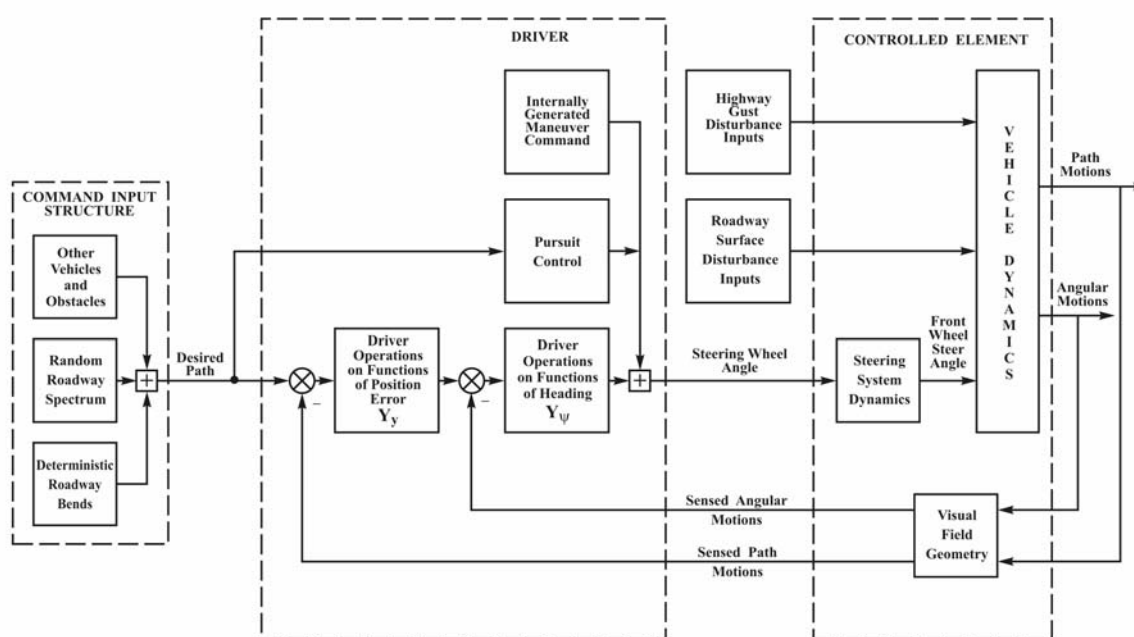 DRIVER
CONTROLLED ELEMENT
Internally
Generated
Maneuver
Command
Highway
Gust
Disturbance
Inputs
VEHICLE DYNAMICS
Path
Motions
COMMAND INPUT
STRUCTURE
Other
Vehicles
and
Obstacles
Pursuit
Control
Roadway
Surface
Disturbance
Inputs
Angular
Motions
Random
Roadway
Spectrum
+
Desired
Path
–
Driver
Operations
on Functions
of Position
Error
Yy
–
Driver
Operations
on Functions
of Heading
Yψ
+
Steering Wheel
Angle
Steering
System
Dynamics
Front
Wheel
Steer
Angle
Deterministic
Roadway
Bends
Sensed Angular
Motions
Visual
Field
Geometry
Sensed Path
Motions